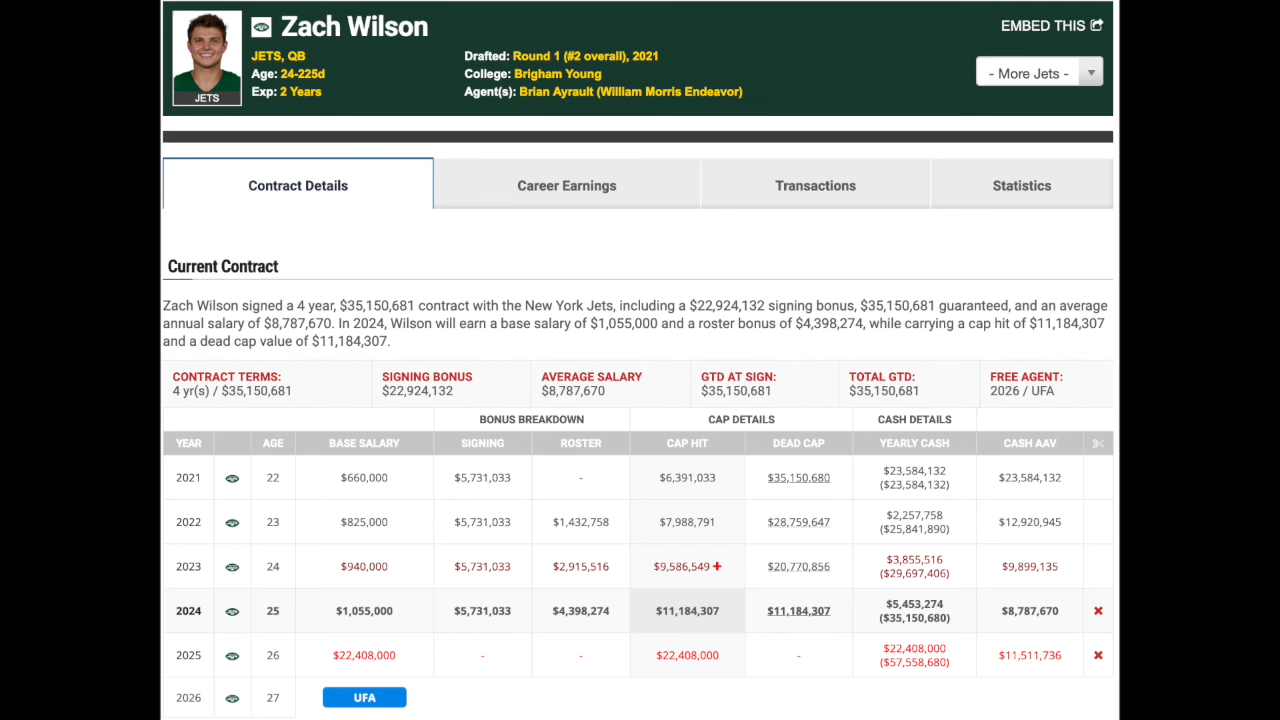 Zach Wilson
EMBED THIS
JETS, QB
Drafted: Round 1 (#2 overall), 2021
Age: 24-225d
College: Brigham Young
- More Jets -
Exp: 2 Years
Agent(s): Brian Ayrault (William Morris Endeavor)
JETS
Contract Details Career Earnings Transactions Statistics
Current Contract
Zach Wilson signed a 4 year, $35,150,681 contract with the New York Jets, including a $22,924,132 signing bonus, $35,150,681 guaranteed, and an average
annual salary of $8,787,670. In 2024, Wilson will earn a base salary of $1,055,000 and a roster bonus of $4,398,274, while carrying a cap hit of $11,184,307
and a dead cap value of $11,184,307.
CONTRACT TERMS: SIGNING BONUS AVERAGE SALARY GTD AT SIGN: TOTAL GTD: FREE AGENT:
4 yr(s) / $35,150,681 $22,924,132 $8,787,670 $35,150,681 $35,150,681 2026 / UFA
BONUS BREAKDOWN CAP DETAILS CASH DETAILS
YEAR AGE BASE SALARY SIGNING ROSTER CAP HIT DEAD CAP YEARLY CASH CASH AAV
2021 22 $660,000 $5,731,033 - $6,391,033 $35,150,680 $23,584,132 ($23,584,132) $23,584,132
2022 23 $825,000 $5,731,033 $1,432,758 $7,988,791 $28,759,647 $2,257,758 ($25,841,890) $12,920,945
2023 24 $940,000 $5,731,033 $2,915,516 $9,586,549 + $20,770,856 $3,855,516 ($29,697,406) $9,899,135
2024 25 $1,055,000 $5,731,033 $4,398,274 $11,184,307 $11,184,307 $5,453,274 ($35,150,680) $8,787,670
2025 26 $22,408,000 - - $22,408,000 - $22,408,000 ($57,558,680) $11,511,736
2026 27 UFA